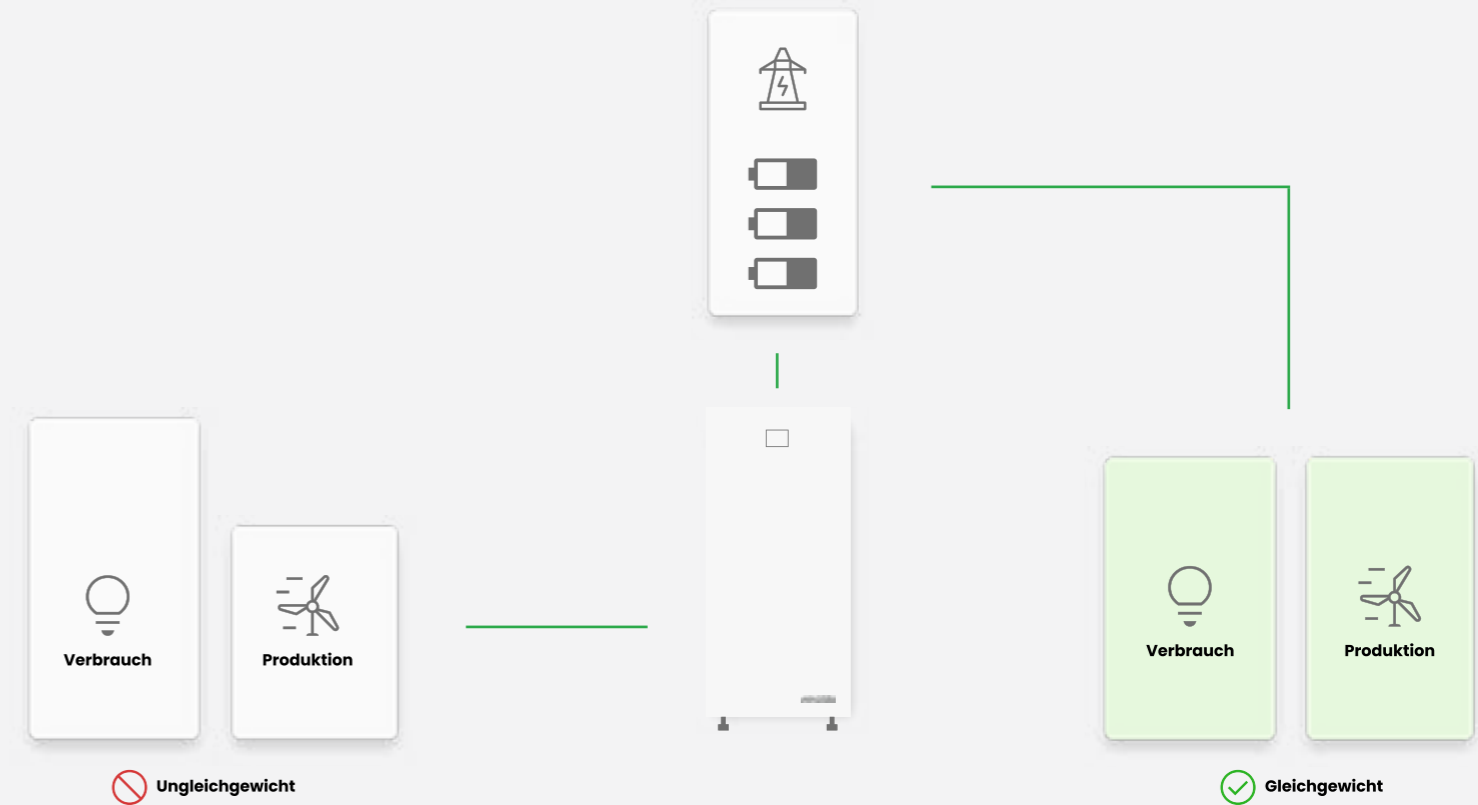 Verbrauch
Produktion
Ungleichgewicht
Verbrauch
Produktion
Gleichgewicht